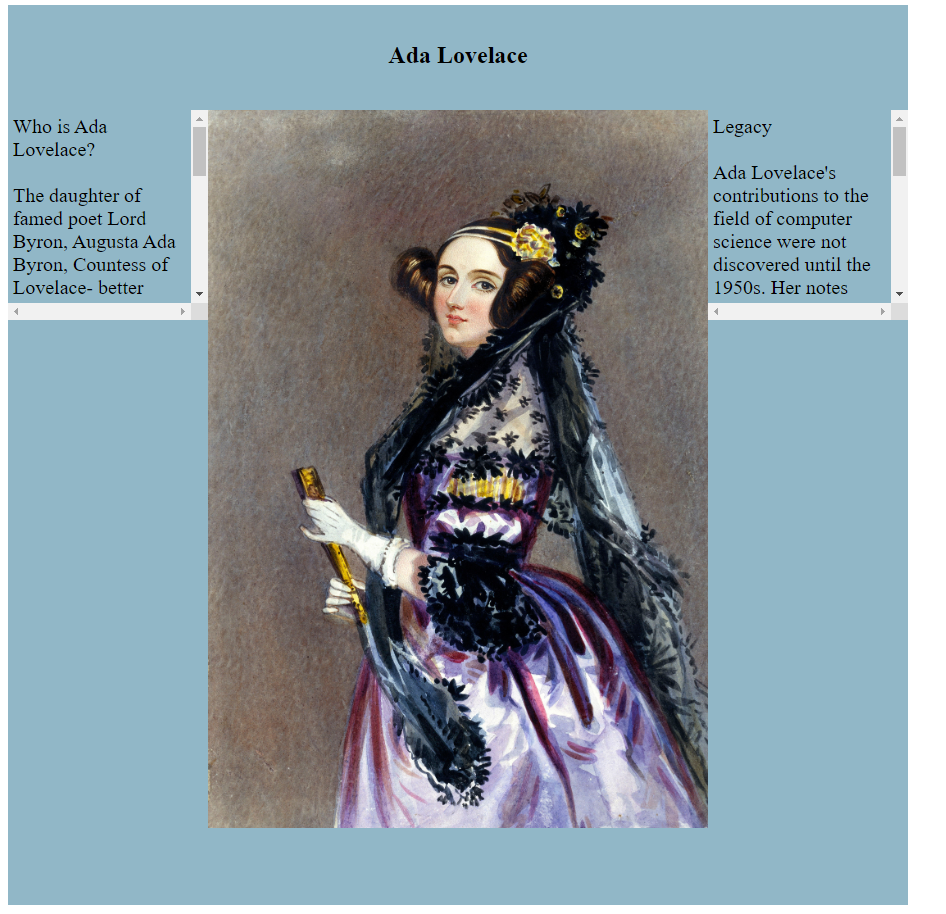 Ada Lovelace
Who is Ada
Lovelace?
The daughter of
famed poet Lord
Byron, Augusta Ada
Byron, Countess of
Lovelace- better
Legacy
Ada Lovelace's
contributions to the
field of computer
science were not
discovered until the
1950s. Her notes